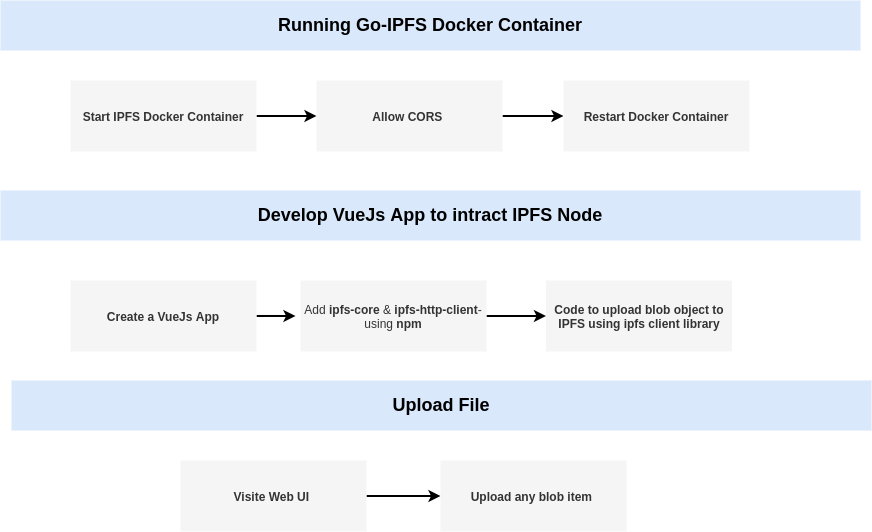 Running Go-IPFS Docker Container
Start IPFS Docker Container
Allow CORS
Restart Docker Container
Develop VueJs App to intract IPFS Node
Create a VueJs App
Add ipfs-core & ipfs-http-client-
using npm
Code to upload blob object to
IPFS using ipfs client library
Upload File
Visite Web UI
Upload any blob item